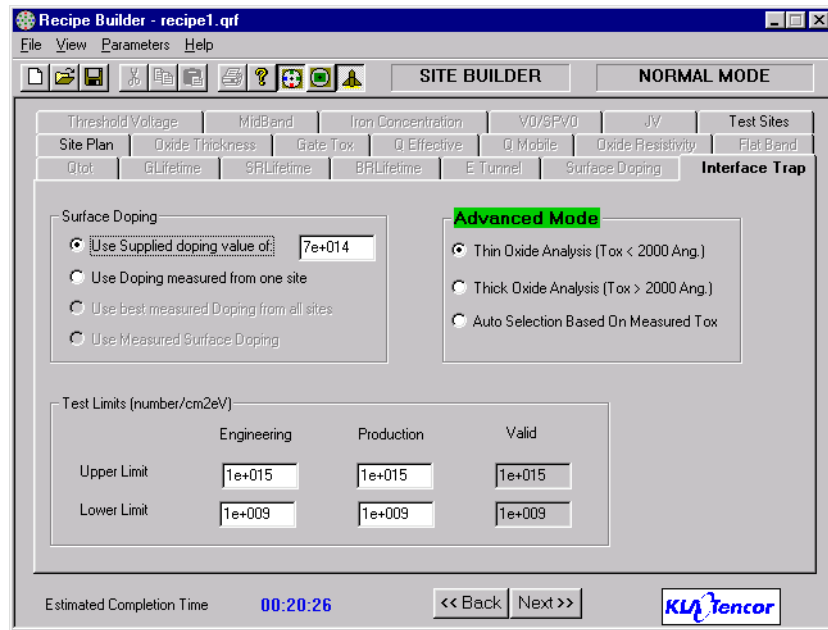 Recipe Builder - recipe1.qrf
File View Parameters Help
SITE BUILDER NORMAL MODE
Threshold Voltage MidBand Iron Concentration V0/SPV0 JV Test Sites
Site Plan Oxide Thickness Gate Tox Q Effective Q Mobile Oxide Resistivity Flat Band
Qtot GLifetime SRLifetime BRLifetime E Tunnel Surface Doping Interface Trap
Surface Doping
Use Supplied doping value of: 7e+014
Use Doping measured from one site
Use best measured Doping from all sites
Use Measured Surface Doping
Advanced Mode
Thin Oxide Analysis (Tox < 2000 Ang.)
Thick Oxide Analysis (Tox > 2000 Ang.)
Auto Selection Based On Measured Tox
Test Limits (number/cm2eV)
Engineering Production Valid
Upper Limit 1e+015 1e+015 1e+015
Lower Limit 1e+009 1e+009 1e+009
Estimated Completion Time 00:20:26 << Back Next >> KLA Tencor